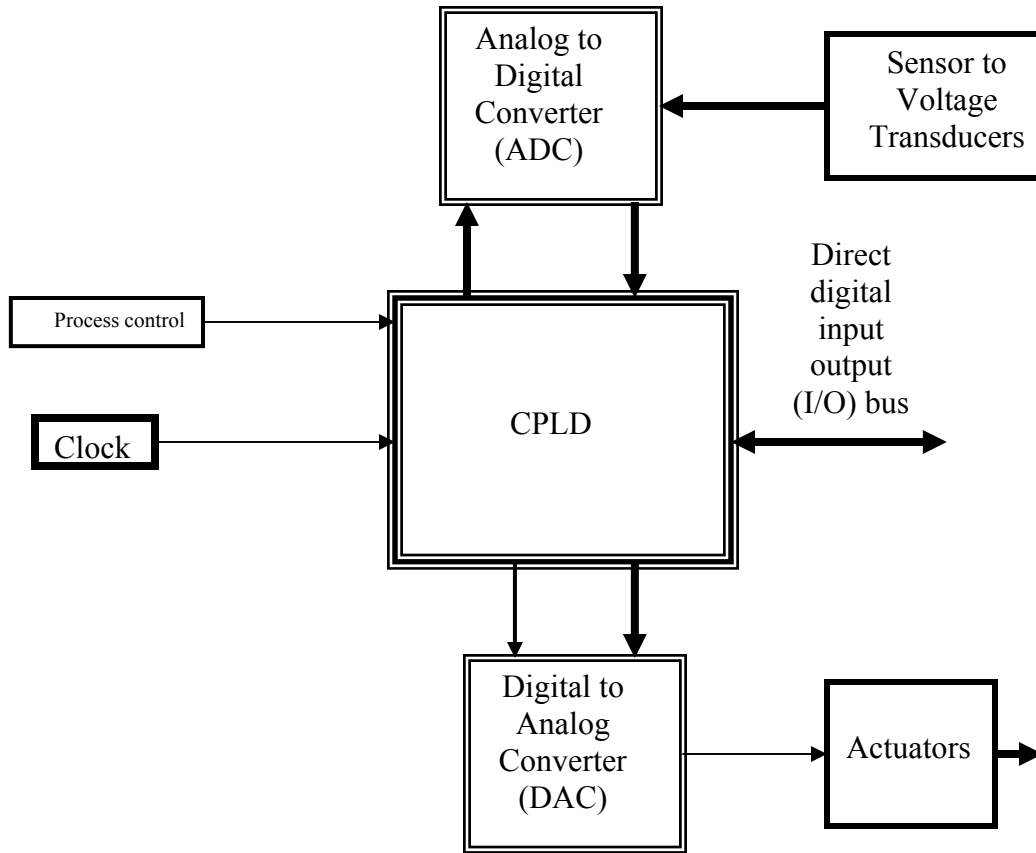 Analog to
Digital
Converter
(ADC)
Sensor to
Voltage
Transducers
Direct
digital
input
output
(I/O) bus
Process control
CPLD
Clock
Digital to
Analog
Converter
(DAC)
Actuators